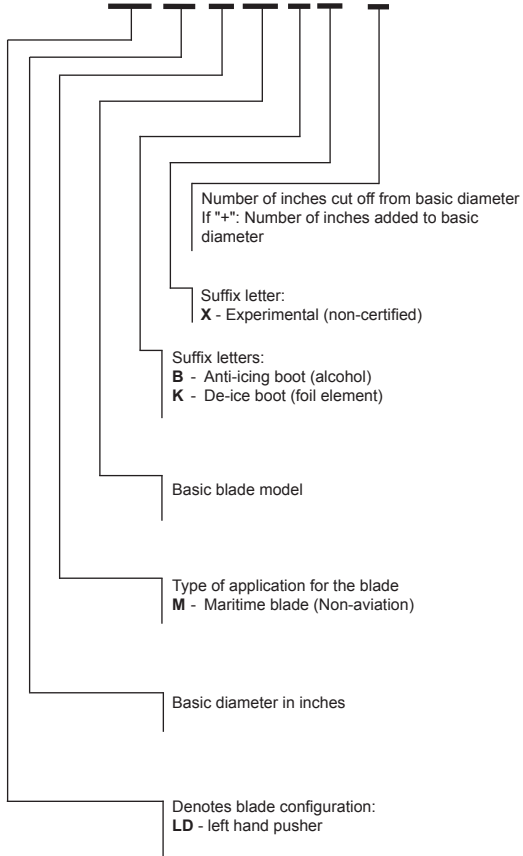 Number of inches cut off from basic diameter
If "+": Number of inches added to basic
diameter
Suffix letter:
X - Experimental (non-certified)
Suffix letters:
B - Anti-icing boot (alcohol)
K - De-ice boot (foil element)
Basic blade model
Type of application for the blade
M - Maritime blade (Non-aviation)
Basic diameter in inches
Denotes blade configuration:
LD - left hand pusher